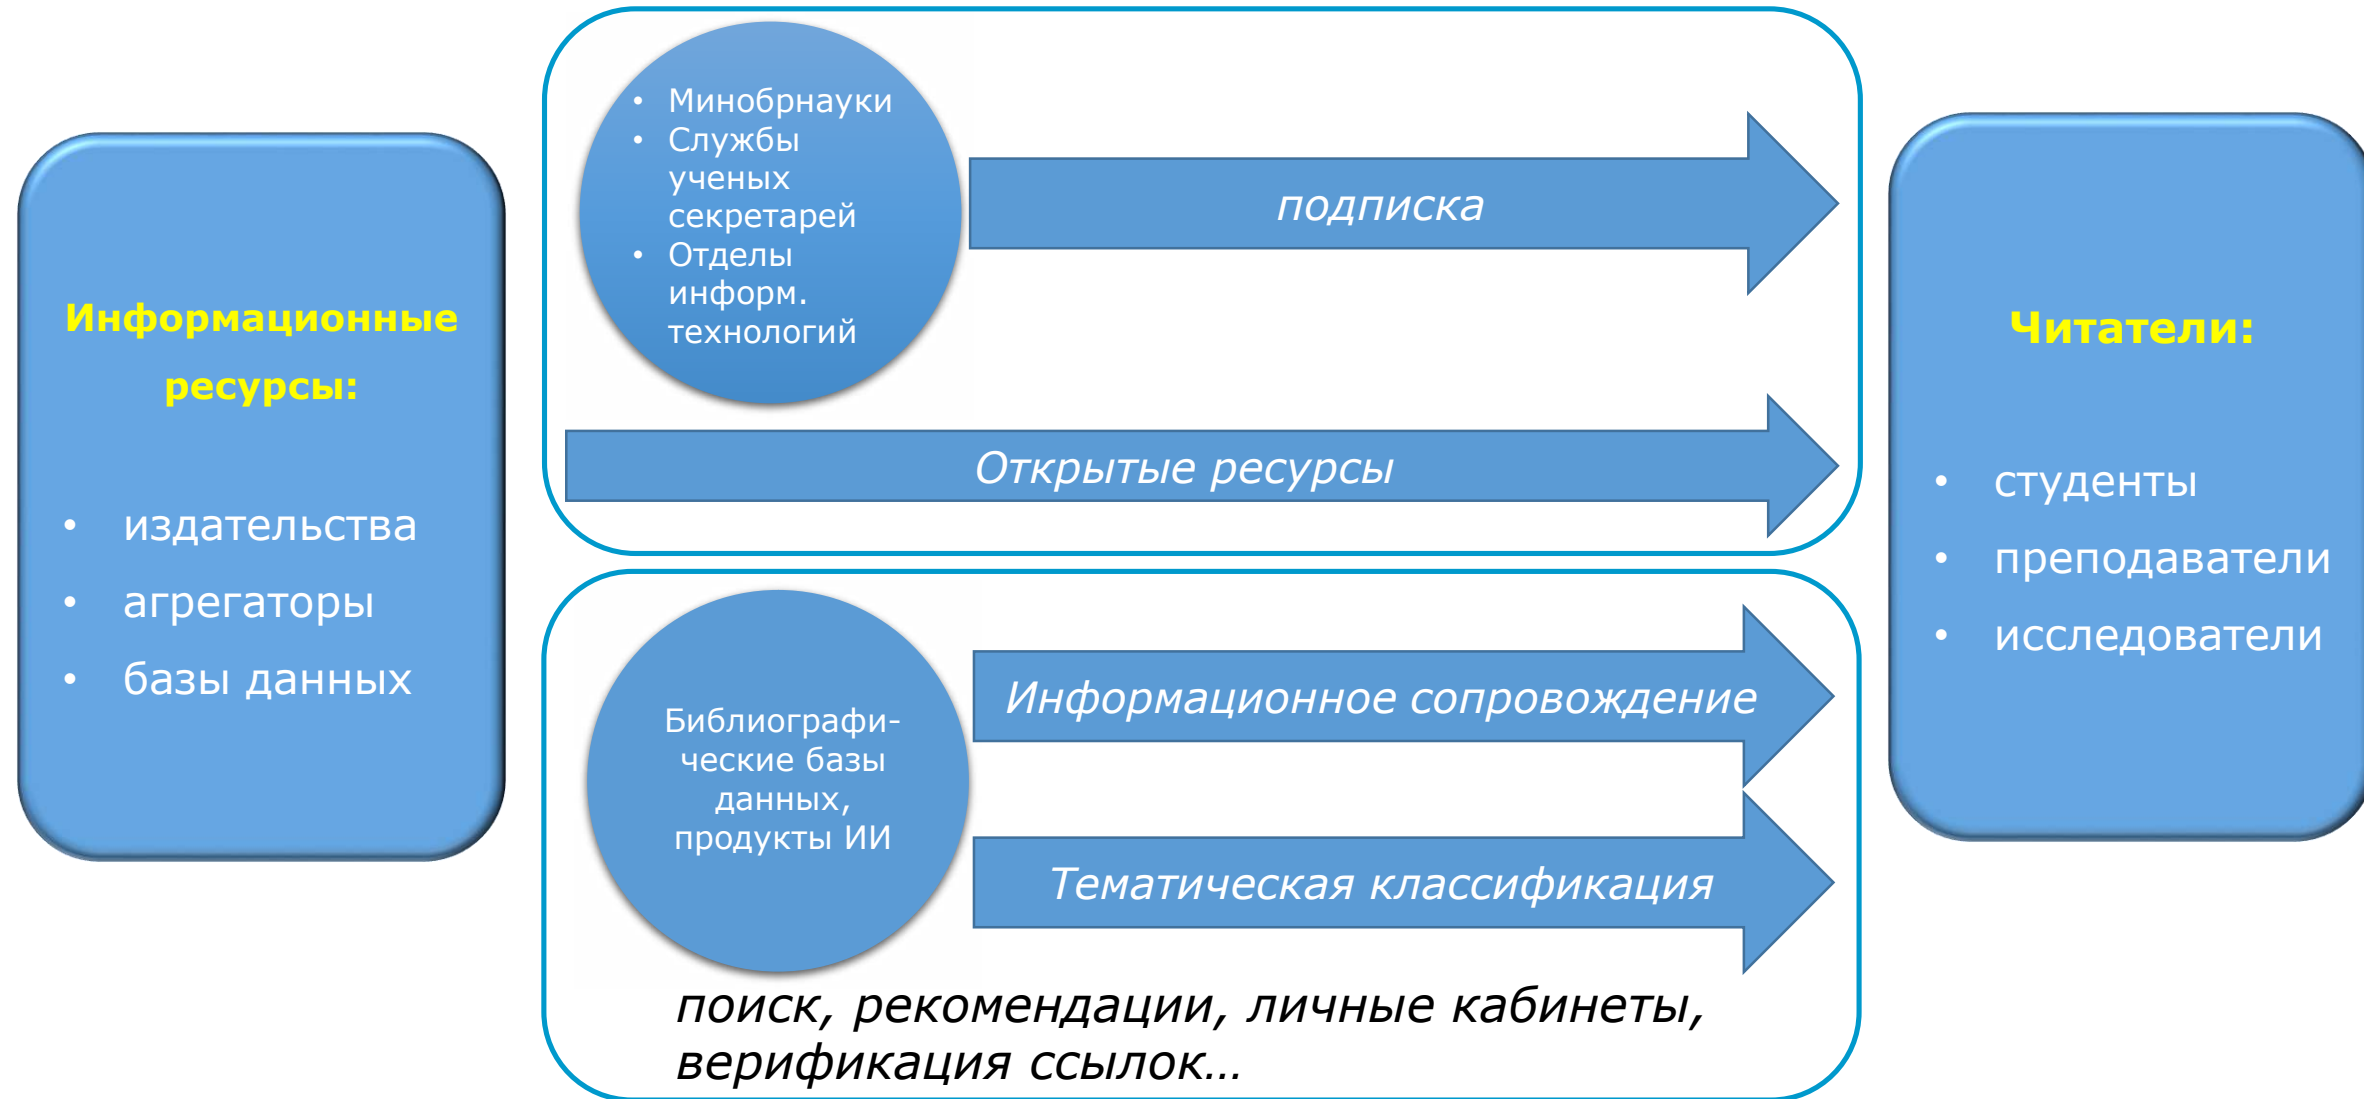 Информационные
ресурсы:
• издательства
• агрегаторы
• базы данных
• Минобрнауки
• Службы
ученых
секретарей
• Отделы
информ.
технологий
подписка
Открытые ресурсы
Библиографи-
ческие базы
данных,
продукты ИИ
Информационное сопровождение
Тематическая классификация
поиск, рекомендации, личные кабинеты,
верификация ссылок...
Читатели:
• студенты
• преподаватели
• исследователи